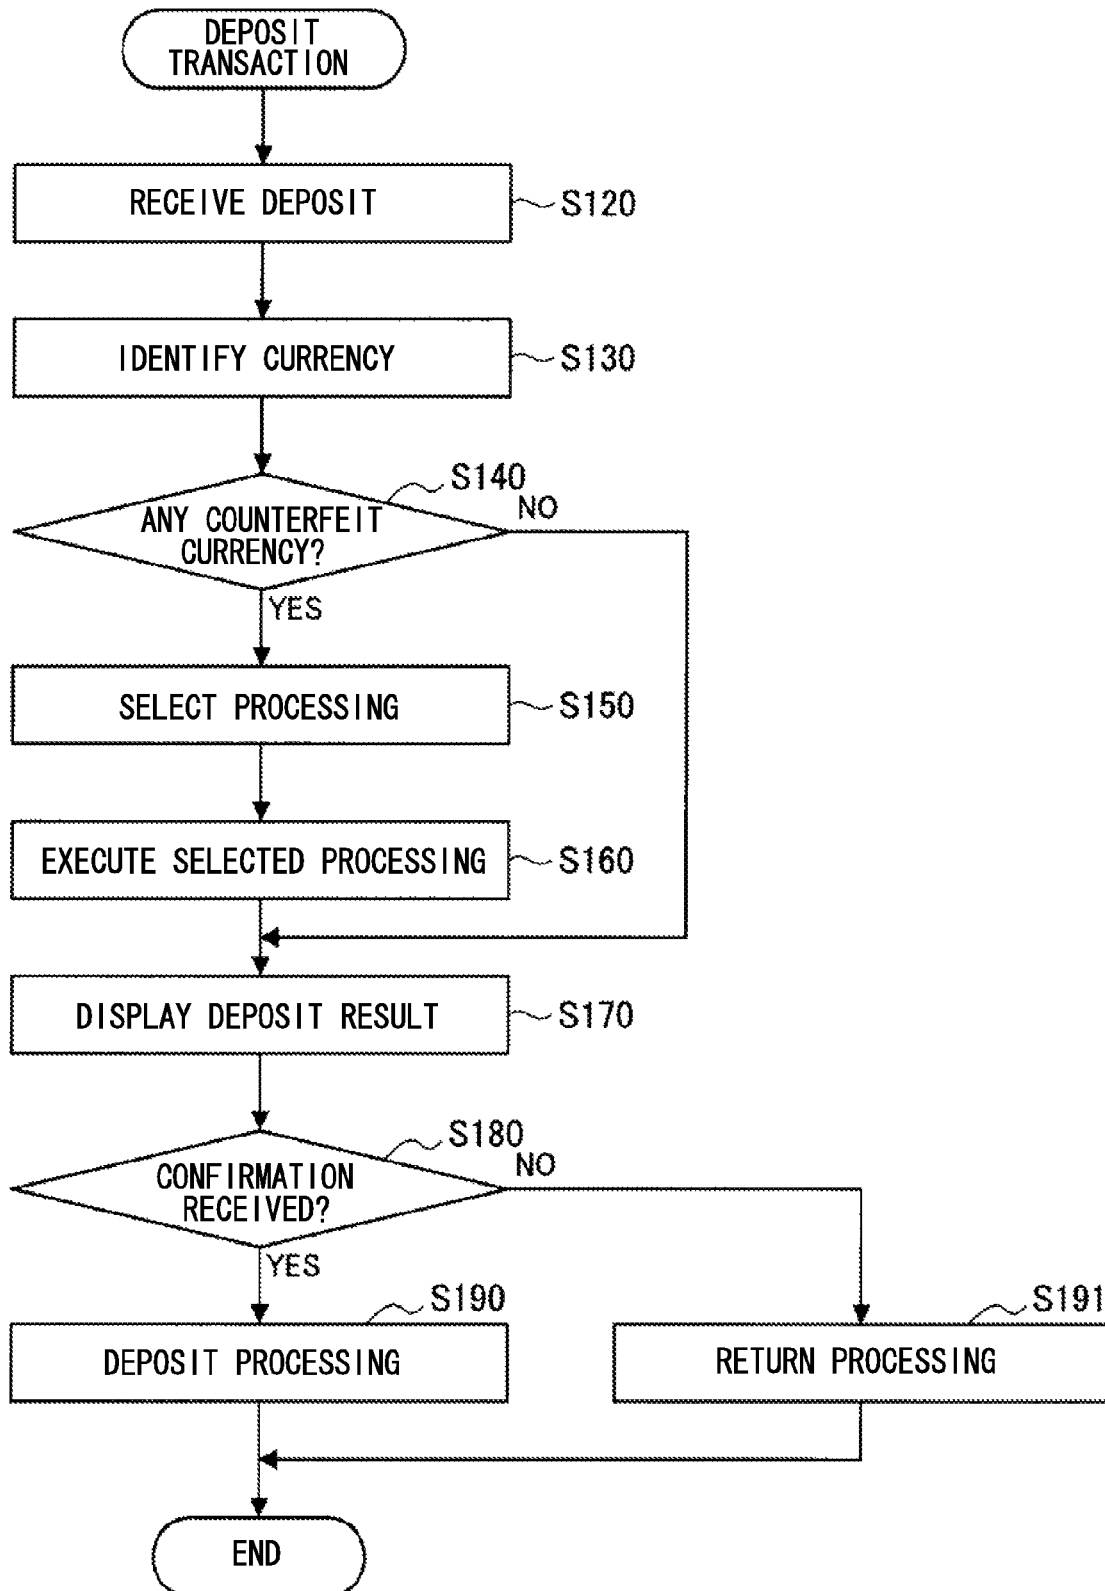 DEPOSIT
TRANSACTION
RECEIVE DEPOSIT
S120
IDENTIFY CURRENCY
S130
S140
ANY COUNTERFEIT
CURRENCY?
NO
YES
SELECT PROCESSING
S150
EXECUTE SELECTED PROCESSING
S160
DISPLAY DEPOSIT RESULT
S170
S180
CONFIRMATION
RECEIVED?
NO
YES
S190
DEPOSIT PROCESSING
S191
RETURN PROCESSING
END